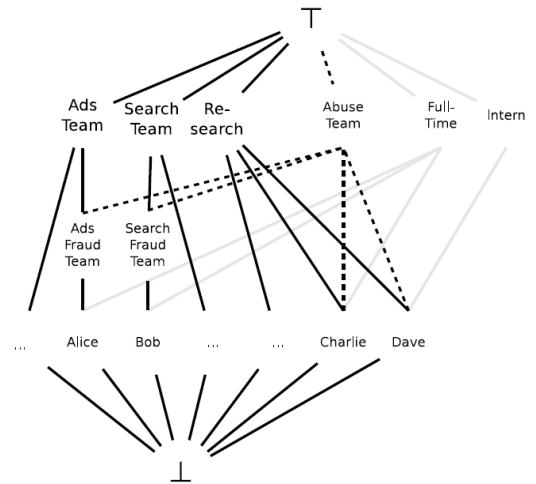 ⊤
Ads
Team
Search
Team
Re-
search
Abuse
Team
Full-
Time
Intern
Ads
Fraud
Team
Search
Fraud
Team
...
Alice
Bob
...
...
Charlie
Dave
⊥